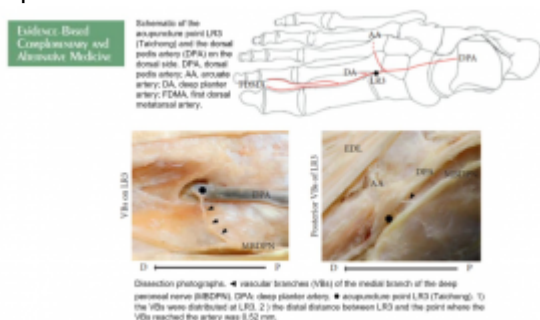 Evidence-Based
Complementary and
Alternative Medicine
Schematic of the
acupuncture point LR3
(Taichong) and the dorsal
pedis artery (DPA) on the
dorsal side. DPA, dorsal
pedis artery; AA, arcuate
artery; DA, deep planter
artery; FDMA, first dorsal
metatarsal artery.
AA
DPA
DA
LR3
FDMA
VBs on LR3
DPA
MBDPN
D P
Posterior VBs of LR3
EDL
AA
DPA
MBDPN
D P
Dissection photographs. ◄ vascular branches (VBs) of the medial branch of the deep
peroneal nerve (MBDPN), DPA: deep planter artery. ● acupuncture point LR3 (Taichong). 1)
the VBs were distributed at LR3. 2 ) the distal distance between LR3 and the point where the
VBs reached the artery was 0.52 mm.